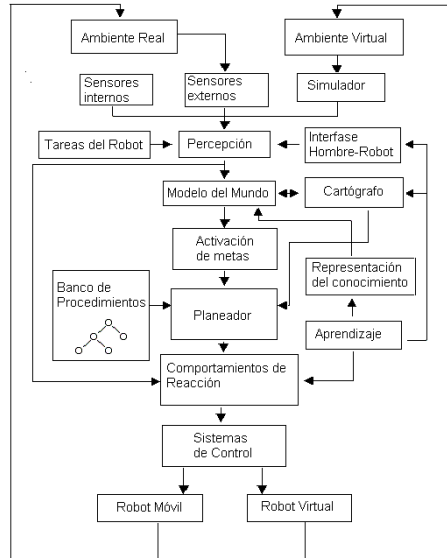 Ambiente Real
Ambiente Virtual
Sensores
internos
Sensores
externos
Simulador
Tareas del Robot
Percepción
Interfase
Hombre-Robot
Modelo del Mundo
Cartógrafo
Activación
de metas
Representación
del conocimiento
Banco de
Procedimientos
Planeador
Aprendizaje
Comportamientos de
Reacción
Sistemas
de Control
Robot Móvil
Robot Virtual